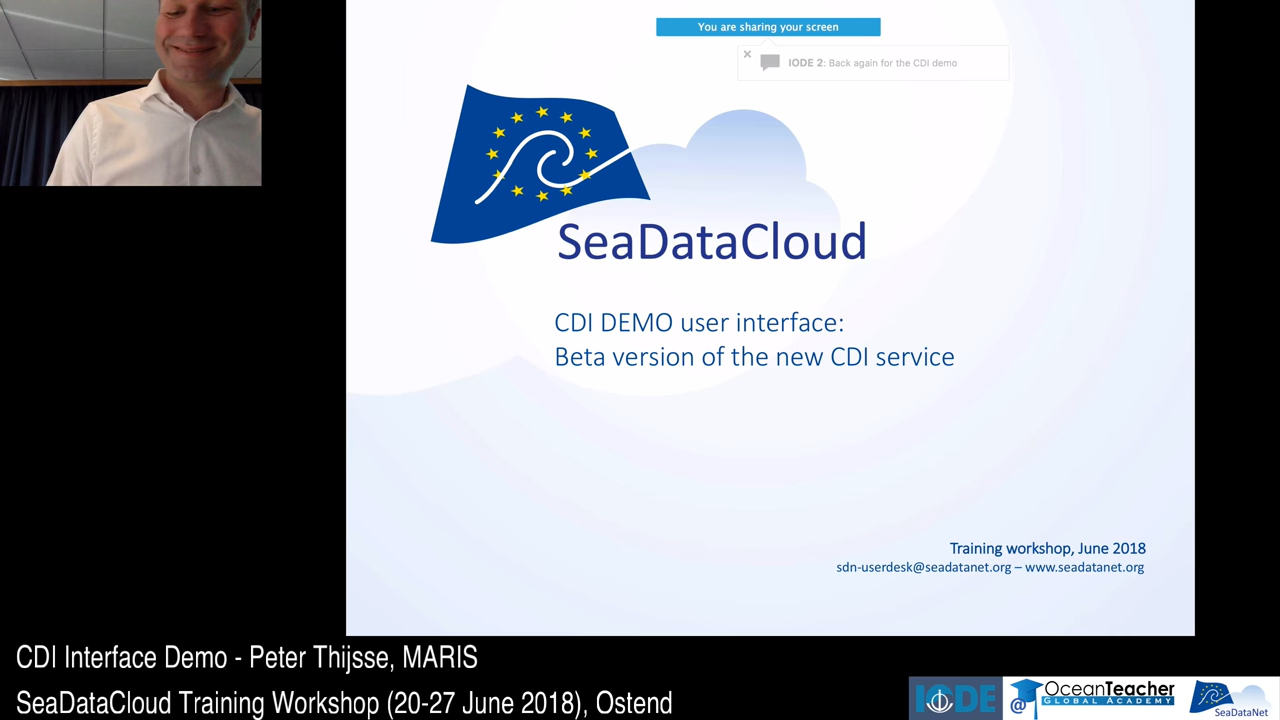 You are sharing your screen
IODE 2: Back again for the CDI demo
SeaDataCloud
CDI DEMO user interface:
Beta version of the new CDI service
Training workshop, June 2018
sdn-userdesk@seadatanet.org – www.seadatanet.org
CDI Interface Demo - Peter Thijsse, MARIS
SeaDataCloud Training Workshop (20-27 June 2018), Ostend
IODE
@ OceanTeacher
GLOBAL ACADEMY
SeaDataNet